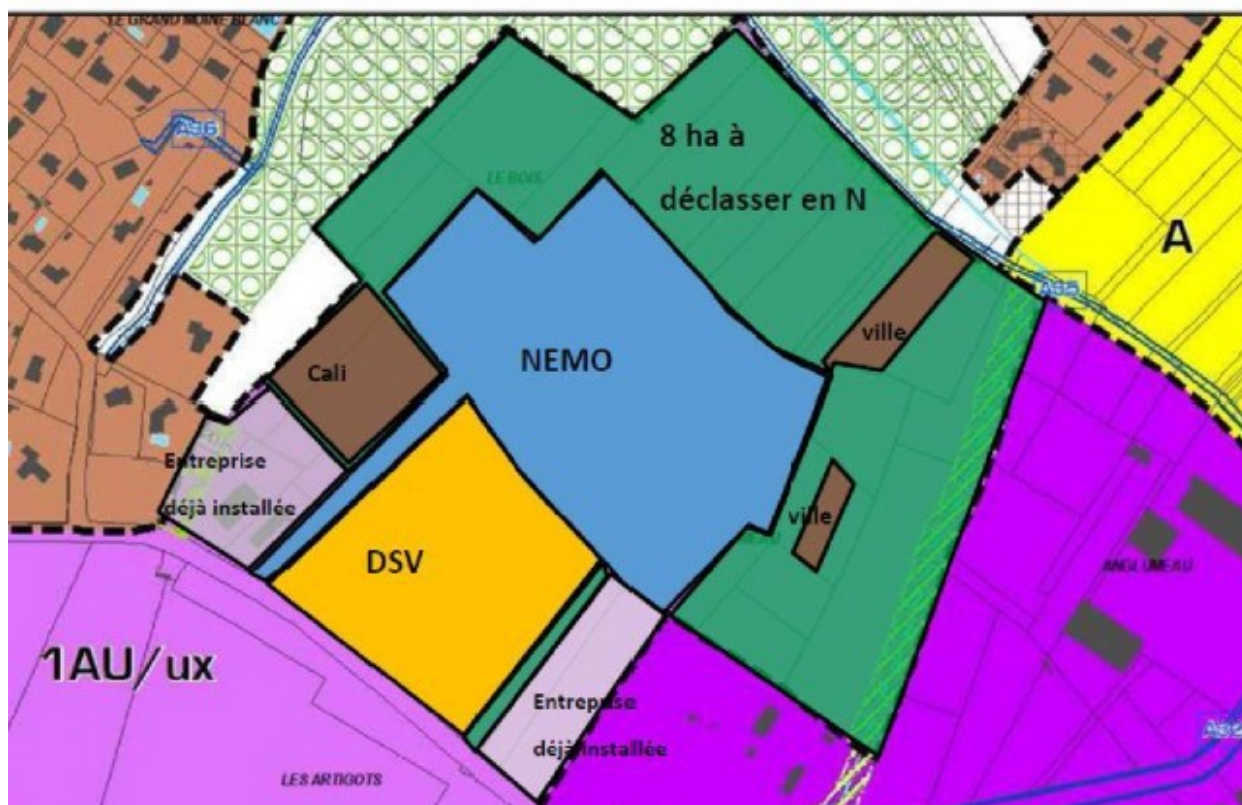 LE GRAND MOINE BLANC
A96
8 ha à
LE BOIS
déclasser en N
A
ville
NEMO
Cali
Entreprise
déjà installée
ville
DSV
ANGLUMEAU
1AU/ux
Entreprise
déjà installée
LES ARTIGOTS